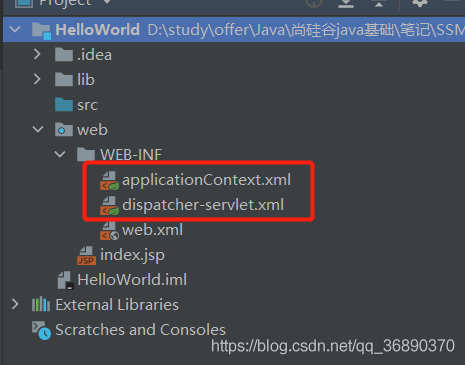 Project
HelloWorld D:\study\offer\Java\尚硅谷java基础\笔记\SSM
.idea
lib
src
web
WEB-INF
applicationContext.xml
dispatcher-servlet.xml
web.xml
index.jsp
JSP
HelloWorld.iml
External Libraries
Scratches and Consoles
https://blog.csdn.net/qq_36890370